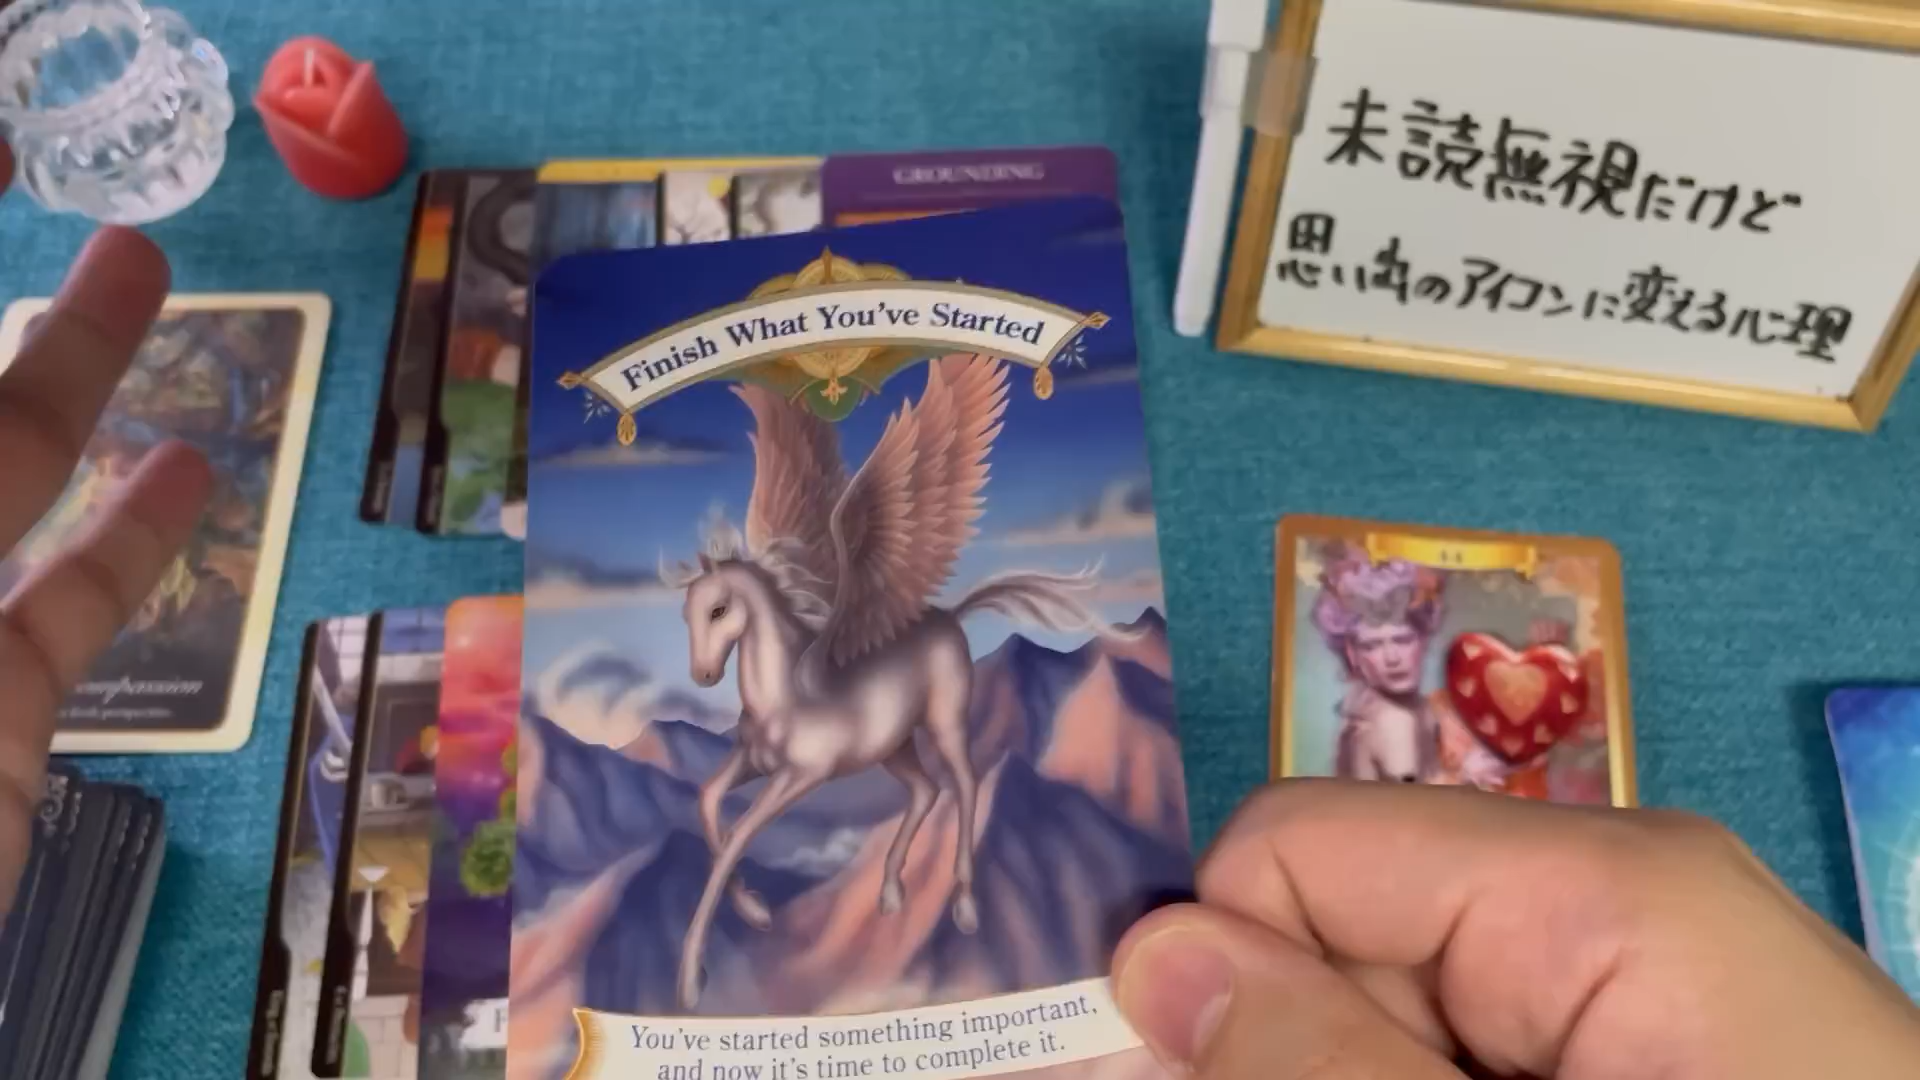 GROUNDING
未読無視だけど
思い出のアイコンに変える心理
Finish What You've Started
44
You've started something important,
and now it's time to complete it.